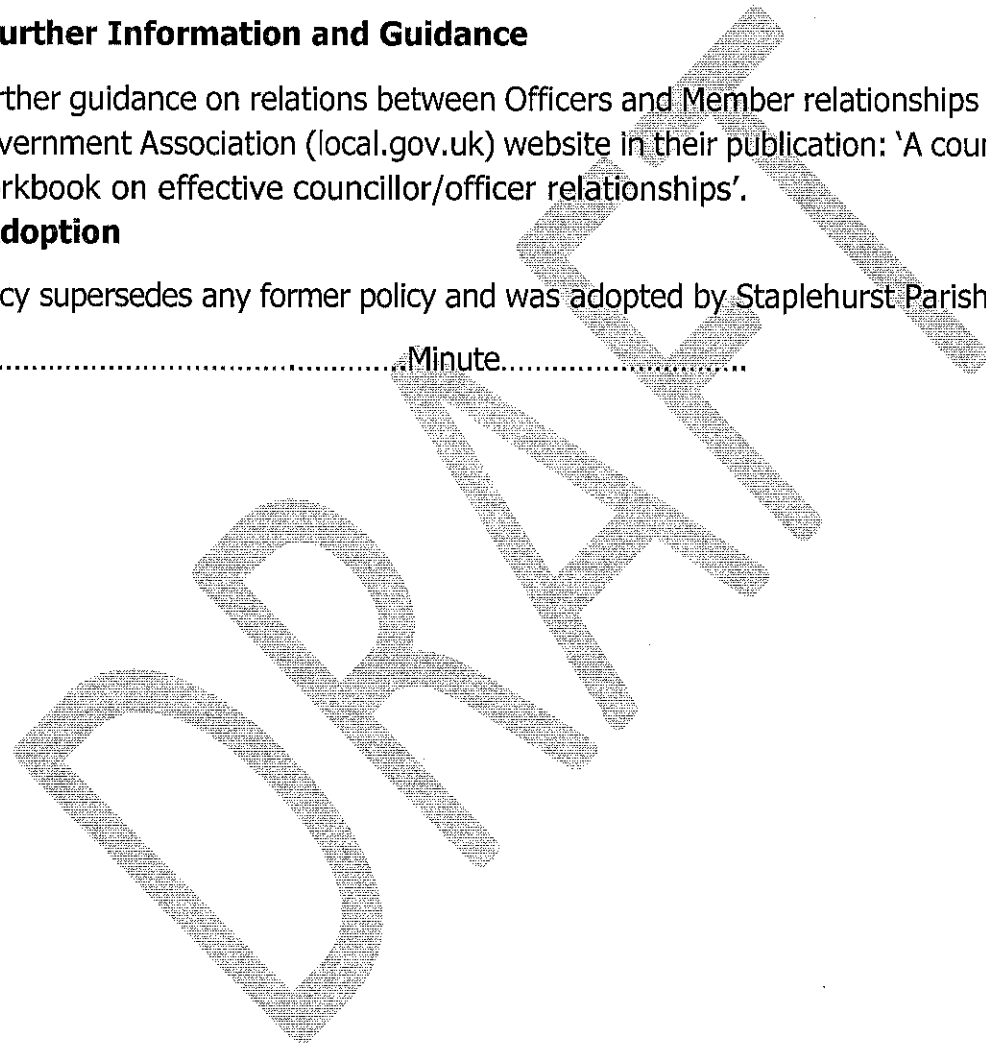 urther Information and Guidance
rther guidance on relations between Officers and Member relationships
vernment Association (local.gov.uk) website in their publication: ‘A cour
rkbook on effective councillor/officer relationships’.
doption
cy supersedes any former policy and was adopted by Staplehurst Parish
..............................................Minute............................
DRAFT